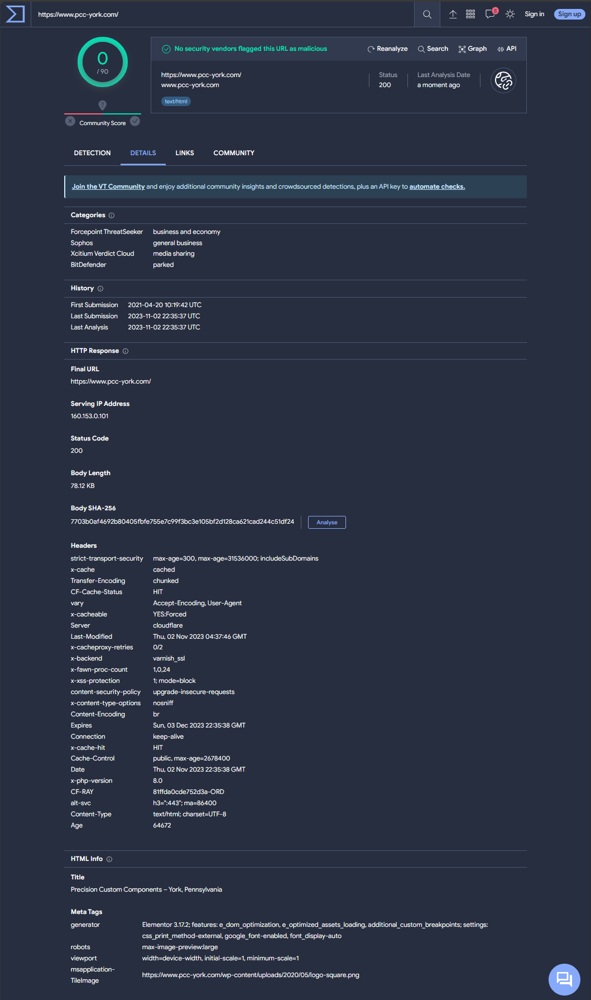 https://www.pcc-york.com/
8
Sign in
Sign up
0
/ 90
?
Community Score
No security vendors flagged this URL as malicious
Reanalyze
Search
Graph
API
https://www.pcc-york.com/
www.pcc-york.com
text/html
Status
200
Last Analysis Date
a moment ago
DETECTION DETAILS LINKS COMMUNITY
Join the VT Community and enjoy additional community insights and crowdsourced detections, plus an API key to automate checks.
Categories
Forcepoint ThreatSeeker business and economy
Sophos general business
Xcitium Verdict Cloud media sharing
BitDefender parked
History
First Submission 2021-04-20 10:19:42 UTC
Last Submission 2023-11-02 22:35:37 UTC
Last Analysis 2023-11-02 22:35:37 UTC
HTTP Response
Final URL
https://www.pcc-york.com/
Serving IP Address
160.153.0.101
Status Code
200
Body Length
78.12 KB
Body SHA-256
7703b0af4692b80405fbfe755e7c99f3bc3e105bf2d128ca621cad244c51df24
Analyse
Headers
strict-transport-security max-age=300, max-age=31536000; includeSubDomains
x-cache cached
Transfer-Encoding chunked
CF-Cache-Status HIT
vary Accept-Encoding, User-Agent
x-cacheable YES:Forced
Server cloudflare
Last-Modified Thu, 02 Nov 2023 04:37:46 GMT
x-cacheproxy-retries 0/2
x-backend varnish_ssl
x-fawn-proc-count 1,0,24
x-xss-protection 1; mode=block
content-security-policy upgrade-insecure-requests
x-content-type-options nosniff
Content-Encoding br
Expires Sun, 03 Dec 2023 22:35:38 GMT
Connection keep-alive
x-cache-hit HIT
Cache-Control public, max-age=2678400
Date Thu, 02 Nov 2023 22:35:38 GMT
x-php-version 8.0
CF-RAY 81ffda0cde752d3a-ORD
alt-svc h3=":443"; ma=86400
Content-Type text/html; charset=UTF-8
Age 64672
HTML Info
Title
Precision Custom Components – York, Pennsylvania
Meta Tags
generator Elementor 3.17.2; features: e_dom_optimization, e_optimized_assets_loading, additional_custom_breakpoints; settings:
css_print_method-external, google_font-enabled, font_display-auto
robots max-image-preview:large
viewport width=device-width, initial-scale=1, minimum-scale=1
msapplication-
TileImage
https://www.pcc-york.com/wp-content/uploads/2020/05/logo-square.png